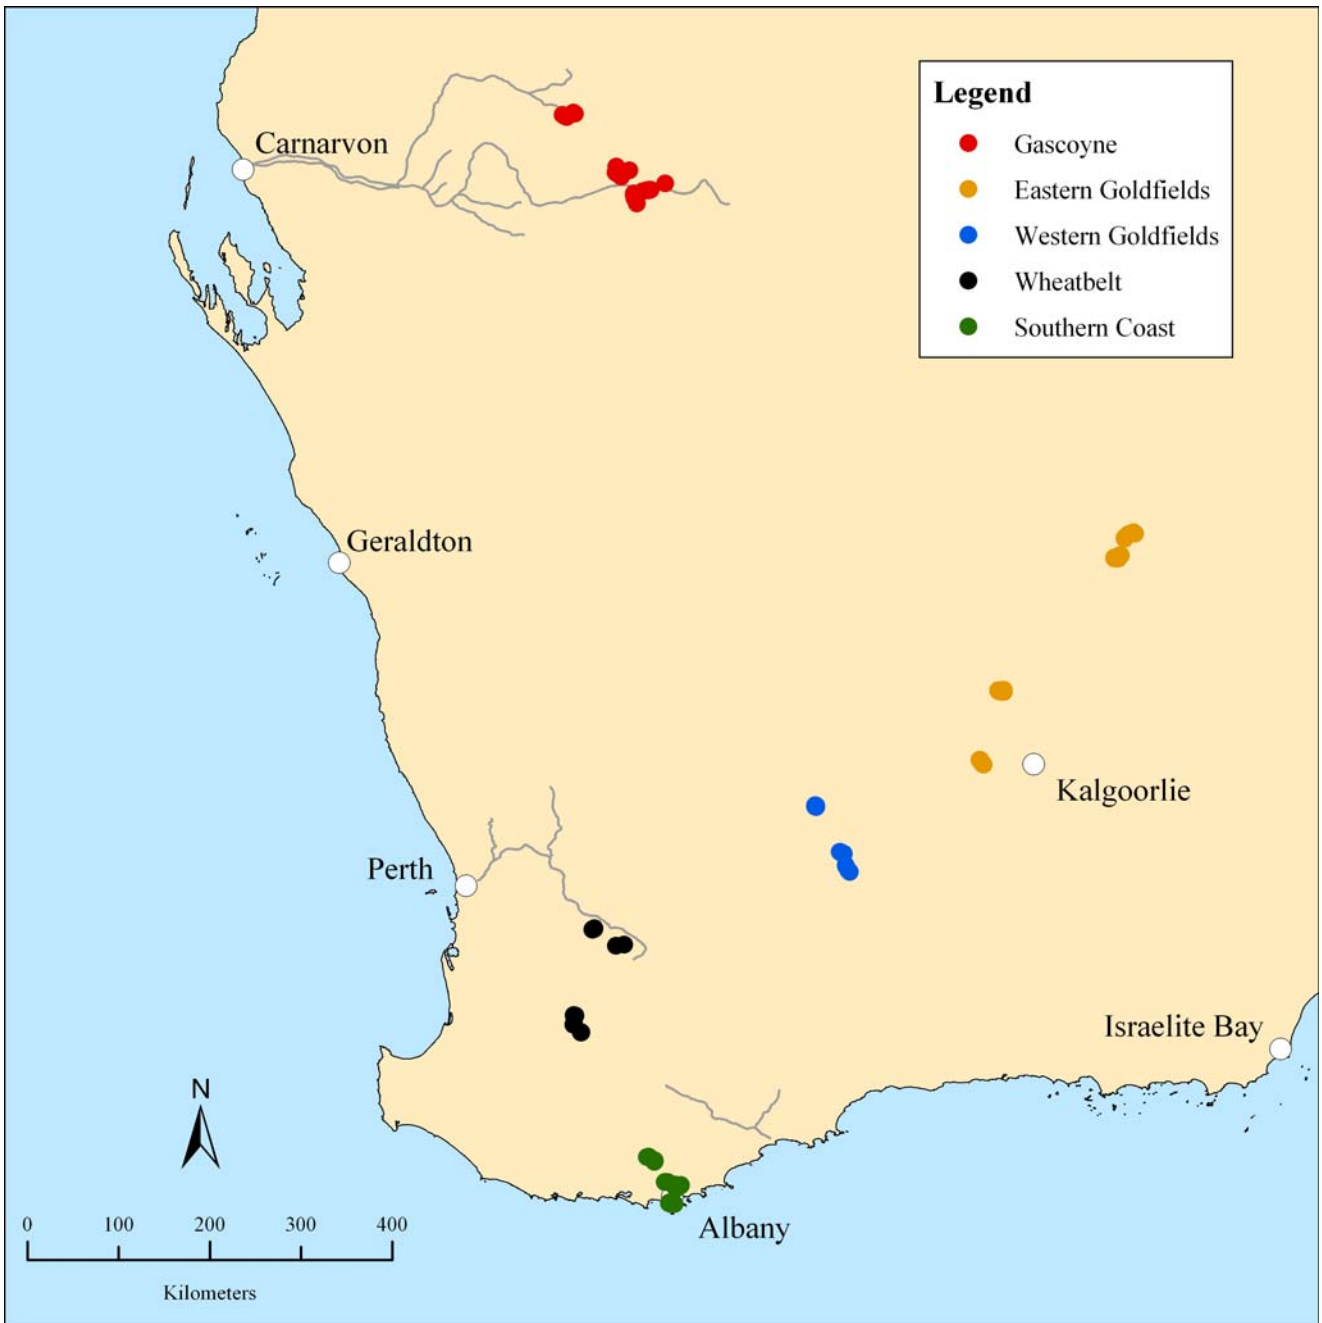 Legend
Gascoyne
Eastern Goldfields
Western Goldfields
Wheatbelt
Southern Coast
Carnarvon
Geraldton
Kalgoorlie
Perth
Israelite Bay
N
Albany
0 100 200 300 400
Kilometers